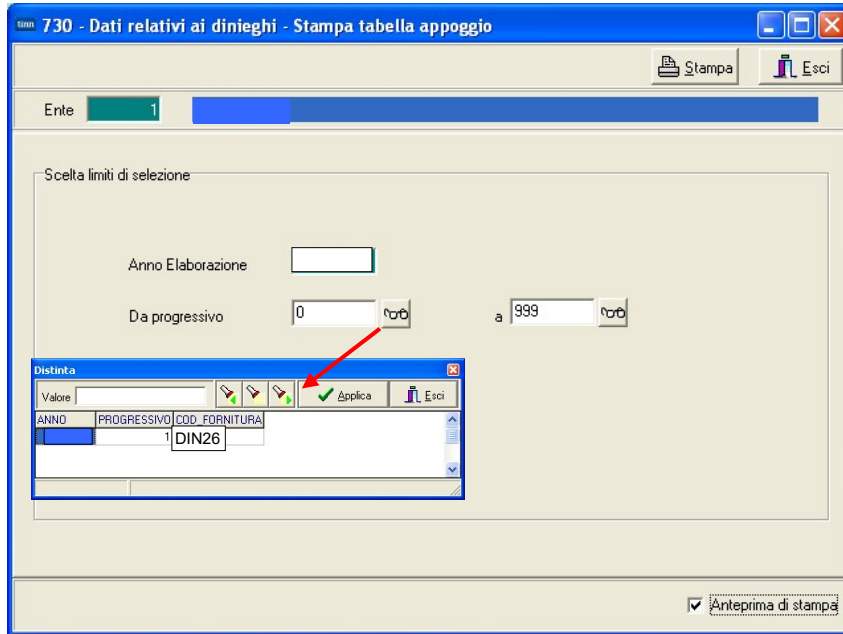 tinn 730 - Dati relativi ai dinieghi - Stampa tabella appoggio
Stampa Esci
Ente 1
Scelta limiti di selezione
Anno Elaborazione
Da progressivo 0 a 999
Distinta
Valore Applica Esci
ANNO PROGRESSIVO COD_FORNITURA
1 DIN26
Anteprima di stampa